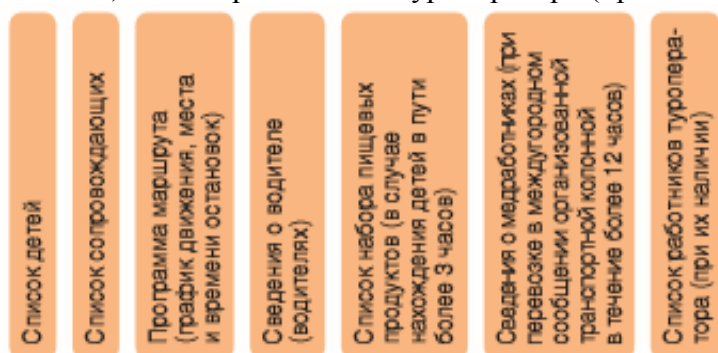 Список детей
Список сопровождающих
Программа маршрута
(график движения, места
и времени остановок)
Сведения о водителе
(водителях)
Список набора пищевых
продуктов (в случае
нахождения детей в пути
более 3 часов)
Сведения о медработниках (при
перевозке в междугородном
сообщении организованной
транспортной колонной
в течение более 12 часов)
Список работников туропера-
тора (при их наличии)